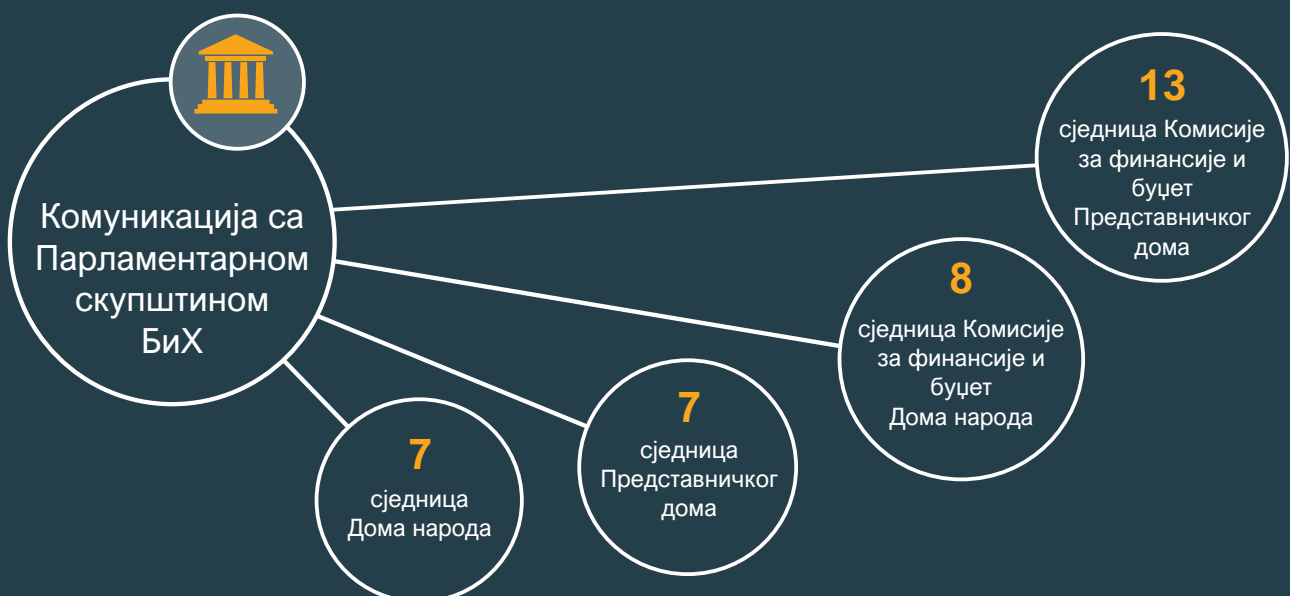 Комуникација са
Парламентарном
скупштином
БиХ
13
сједница Комисије
за финансије и
буџет
Представничког
дома
8
сједница Комисије
за финансије и
буџет
Дома народа
7
сједница
Представничког
дома
7
сједница
Дома народа